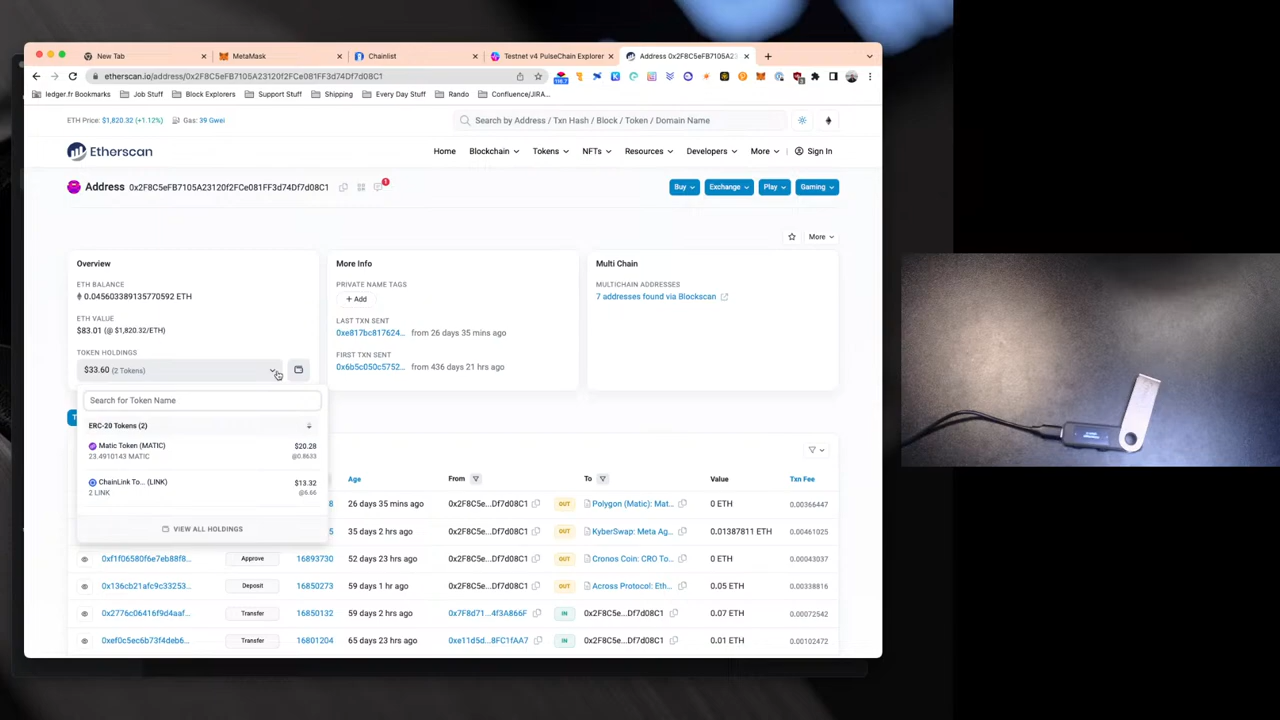 New Tab
MetaMask
Chainlist
Testnet v4 PulseChain Explorer
Address 0x2F8C5eFB7105A23
etherscan.io/address/0x2F8C5eFB7105A23120f2FCe081FF3d74Df7d08C1
ledger.fr Bookmarks
Job Stuff
Block Explorers
Support Stuff
Shipping
Every Day Stuff
Rando
Confluence/JIRA...
ETH Price: $1,820.32 (+1.12%)
Gas: 39 Gwei
Search by Address / Txn Hash / Block / Token / Domain Name
Etherscan
Home
Blockchain
Tokens
NFTs
Resources
Developers
More
Sign In
Address 0x2F8C5eFB7105A23120f2FCe081FF3d74Df7d08C1
Buy
Exchange
Play
Gaming
More
Overview
ETH BALANCE
0.045603389135770592 ETH
ETH VALUE
$83.01 (@ $1,820.32/ETH)
TOKEN HOLDINGS
$33.60 (2 Tokens)
Search for Token Name
ERC-20 Tokens (2)
Matic Token (MATIC) $20.28
23.4910143 MATIC @0.8633
ChainLink To... (LINK) $13.32
2 LINK @6.66
VIEW ALL HOLDINGS
More Info
PRIVATE NAME TAGS
+ Add
LAST TXN SENT
0xe817bc817624... from 26 days 35 mins ago
FIRST TXN SENT
0x6b5c050c5752... from 436 days 21 hrs ago
Multi Chain
MULTICHAIN ADDRESSES
7 addresses found via Blockscan
Age From To Value Txn Fee
8 26 days 35 mins ago 0x2F8C5e...Df7d08C1 OUT Polygon (Matic): Mat... 0 ETH 0.00366447
5 35 days 2 hrs ago 0x2F8C5e...Df7d08C1 OUT KyberSwap: Meta Ag... 0.01387811 ETH 0.00461025
0xf1f06580f6e7eb88f8... Approve 16893730 52 days 23 hrs ago 0x2F8C5e...Df7d08C1 OUT Cronos Coin: CRO To... 0 ETH 0.00043037
0x136cb21afc9c33253... Deposit 16850273 59 days 1 hr ago 0x2F8C5e...Df7d08C1 OUT Across Protocol: Eth... 0.05 ETH 0.00338816
0x2776c06416f9d4aaf... Transfer 16850132 59 days 2 hrs ago 0x7F8d71...4f3A866F IN 0x2F8C5e...Df7d08C1 0.07 ETH 0.00072542
0xef0c5ec6b73f4deb6... Transfer 16801204 65 days 23 hrs ago 0xe11d5d...8FC1fAA7 IN 0x2F8C5e...Df7d08C1 0.01 ETH 0.00102472